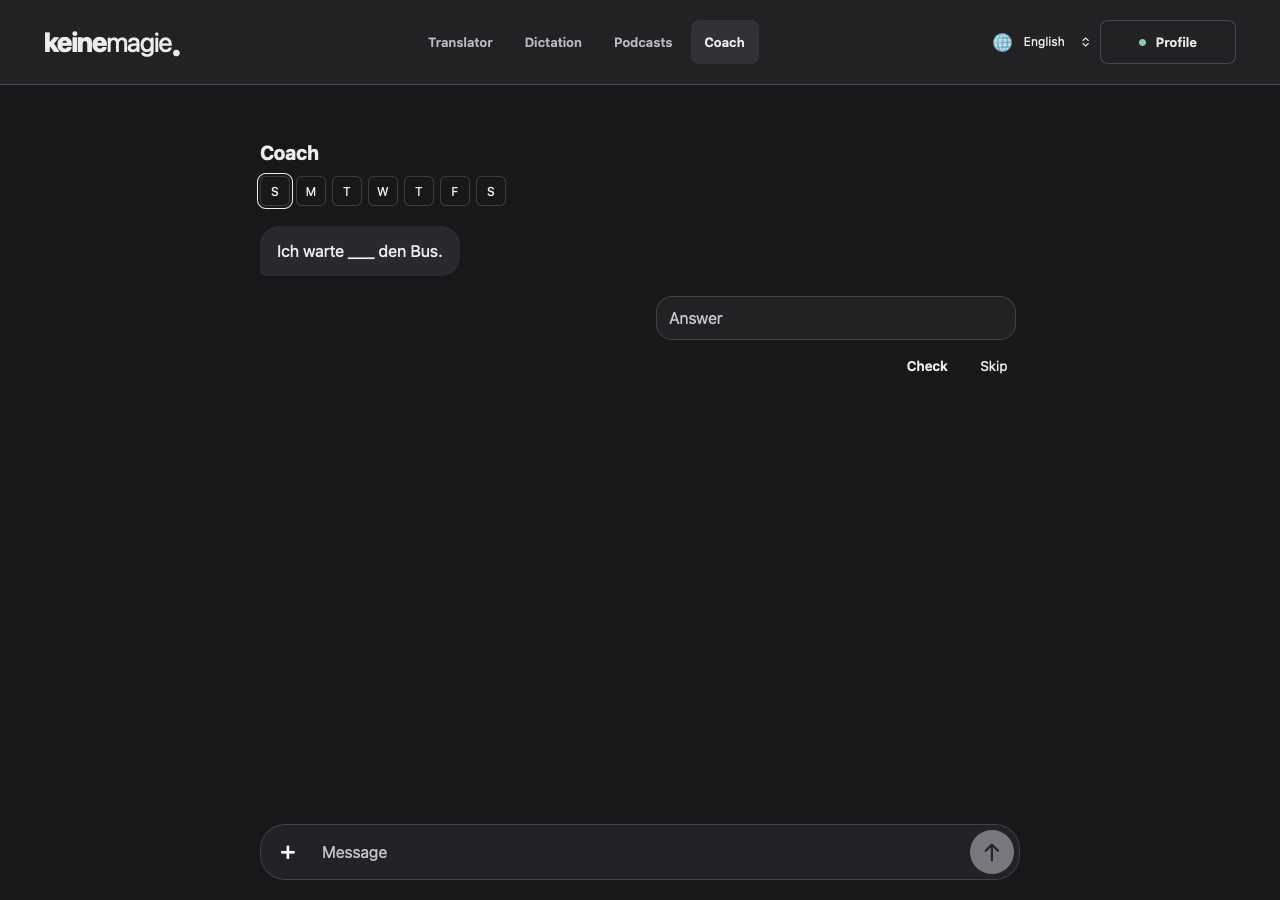 keinemagie.
Translator Dictation Podcasts Coach
English
Profile
Coach
S M T W T F S
Ich warte ___ den Bus.
Answer
Check Skip
Message